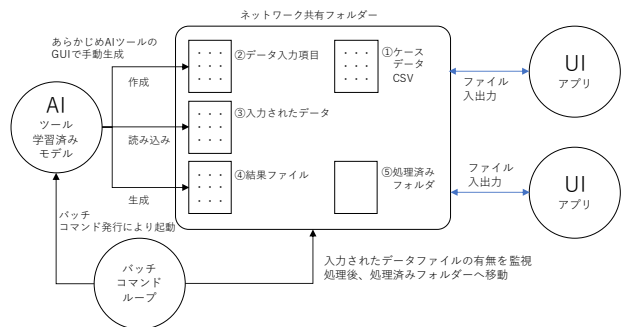 ネットワーク共有フォルダー
あらかじめAIツールの
GUIで手動生成
②データ入力項目
①ケース
データ
CSV
作成
AI
ツール
学習済み
モデル
③入力されたデータ
読み込み
④結果ファイル
⑤処理済み
フォルダ
生成
UI
アプリ
ファイル
入出力
UI
アプリ
ファイル
入出力
バッチ
コマンド発行により起動
バッチ
コマンド
ループ
入力されたデータファイルの有無を監視
処理後、処理済みフォルダーへ移動